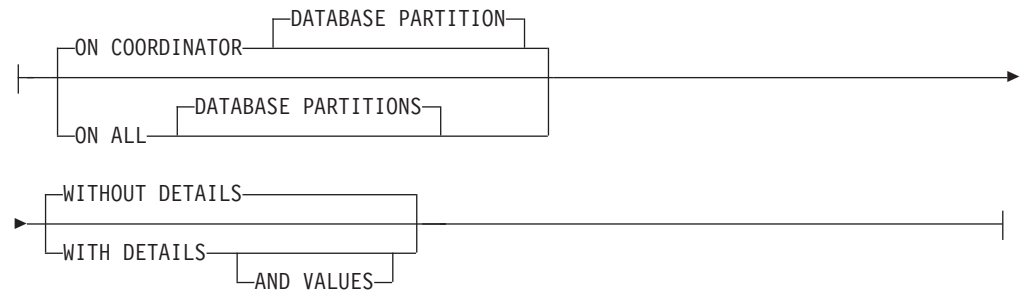 DATABASE PARTITION
ON COORDINATOR
DATABASE PARTITIONS
ON ALL
WITHOUT DETAILS
WITH DETAILS
AND VALUES